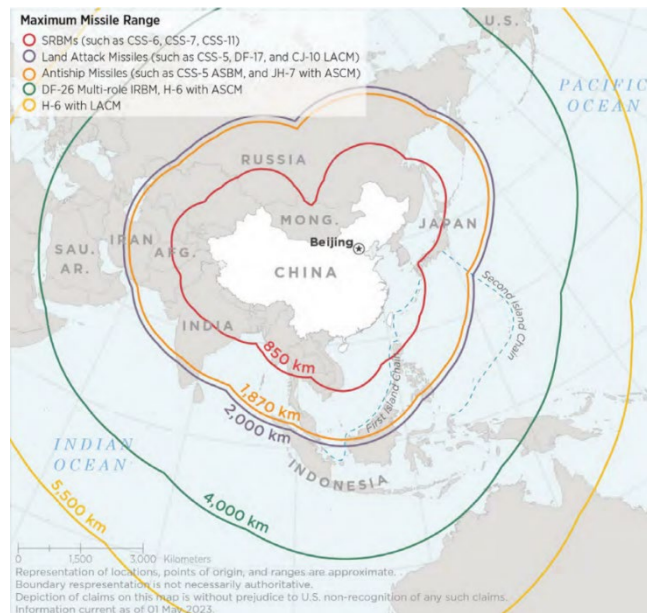 Maximum Missile Range
SRBMs (such as CSS-6, CSS-7, CSS-11)
Land Attack Missiles (such as CSS-5, DF-17, and CJ-10 LACM)
Antiship Missiles (such as CSS-5 ASBM, and JH-7 with ASCM)
DF-26 Multi-role IRBM, H-6 with ASCM)
H-6 with LACM
U.S.
PACIFIC
OCEAN
RUSSIA
MONG.
JAPAN
Beijing
CHINA
SAU.
AR.
IRAN
AFG.
INDIA
Second Island Chain
First Island Chain
850 km
1,870 km
2,000 km
INDONESIA
INDIAN
OCEAN
5,500 km
4,000 km
0 1,500 3,000 Kilometers
Representation of locations, points of origin, and ranges are approximate.
Boundary respresentation is not necessarily authoritative.
Depiction of claims on this map is without prejudice to U.S. non-recognition of any such claims.
Information current as of 01 May 2023.